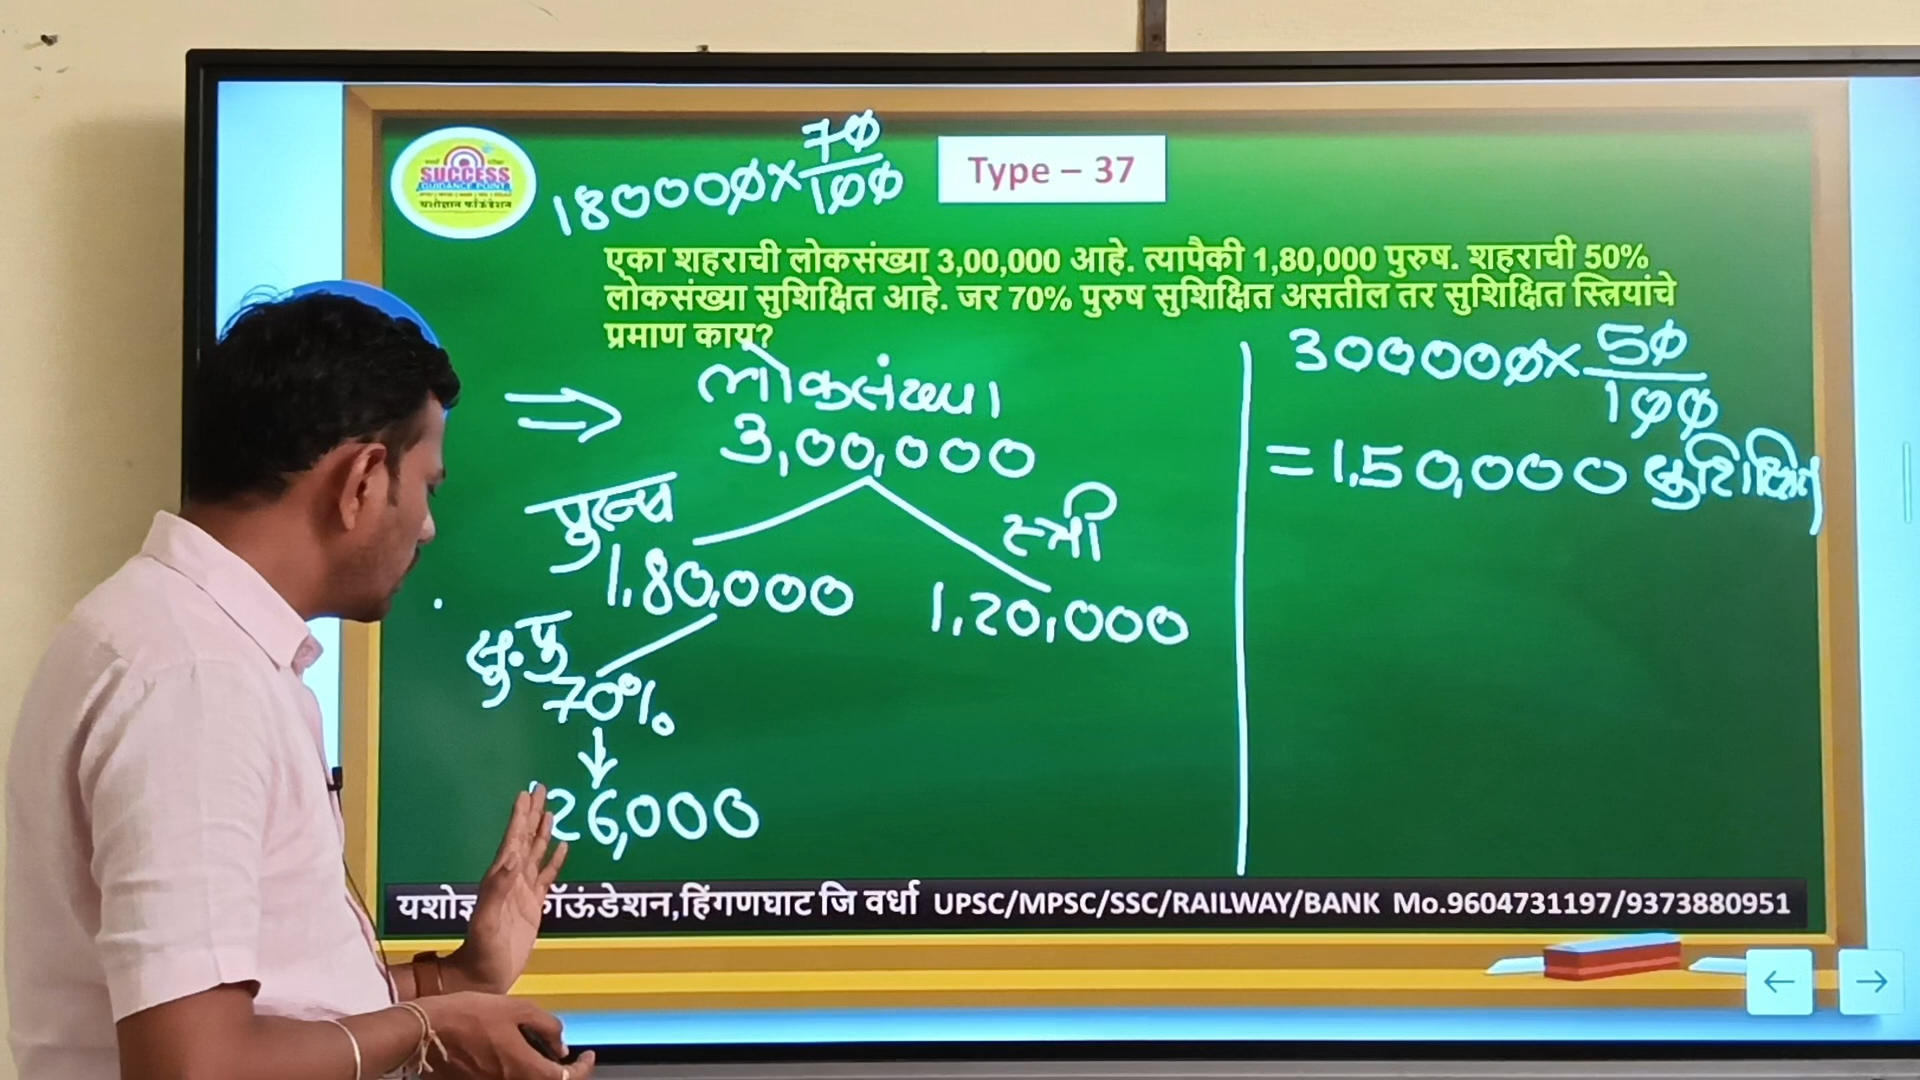 SUCCESS
GUIDANCE POINT
यशोज्ञान फाऊंडेशन
180000×70/100
Type – 37
एका शहराची लोकसंख्या 3,00,000 आहे. त्यापैकी 1,80,000 पुरुष. शहराची 50%
लोकसंख्या सुशिक्षित आहे. जर 70% पुरुष सुशिक्षित असतील तर सुशिक्षित स्त्रियांचे
प्रमाण काय?
लोकसंख्या
3,00,000
पुरुष
1,80,000
स्त्री
1,20,000
सु.पु
70%
26,000
300000×50/100
=1,50,000 सुशिक्षित
हिंगणघाट जि वर्धा UPSC/MPSC/SSC/RAILWAY/BANK Mo.9604731197/9373880951